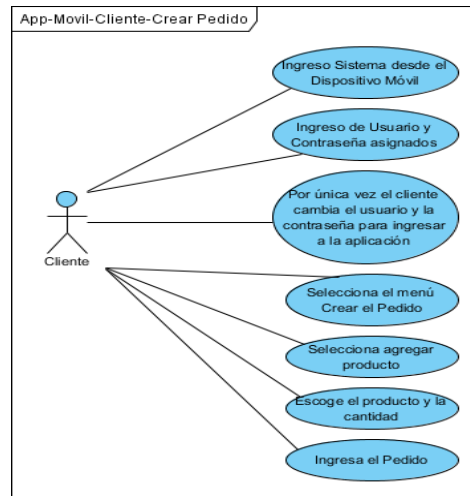 App-Movil-Cliente-Crear Pedido
Ingreso Sistema desde el
Dispositivo Móvil
Ingreso de Usuario y
Contraseña asignados
Por única vez el cliente
cambia el usuario y la
contraseña para ingresar
a la aplicación
Cliente
Selecciona el menú
Crear el Pedido
Selecciona agregar
producto
Escoge el producto y la
cantidad
Ingresa el Pedido